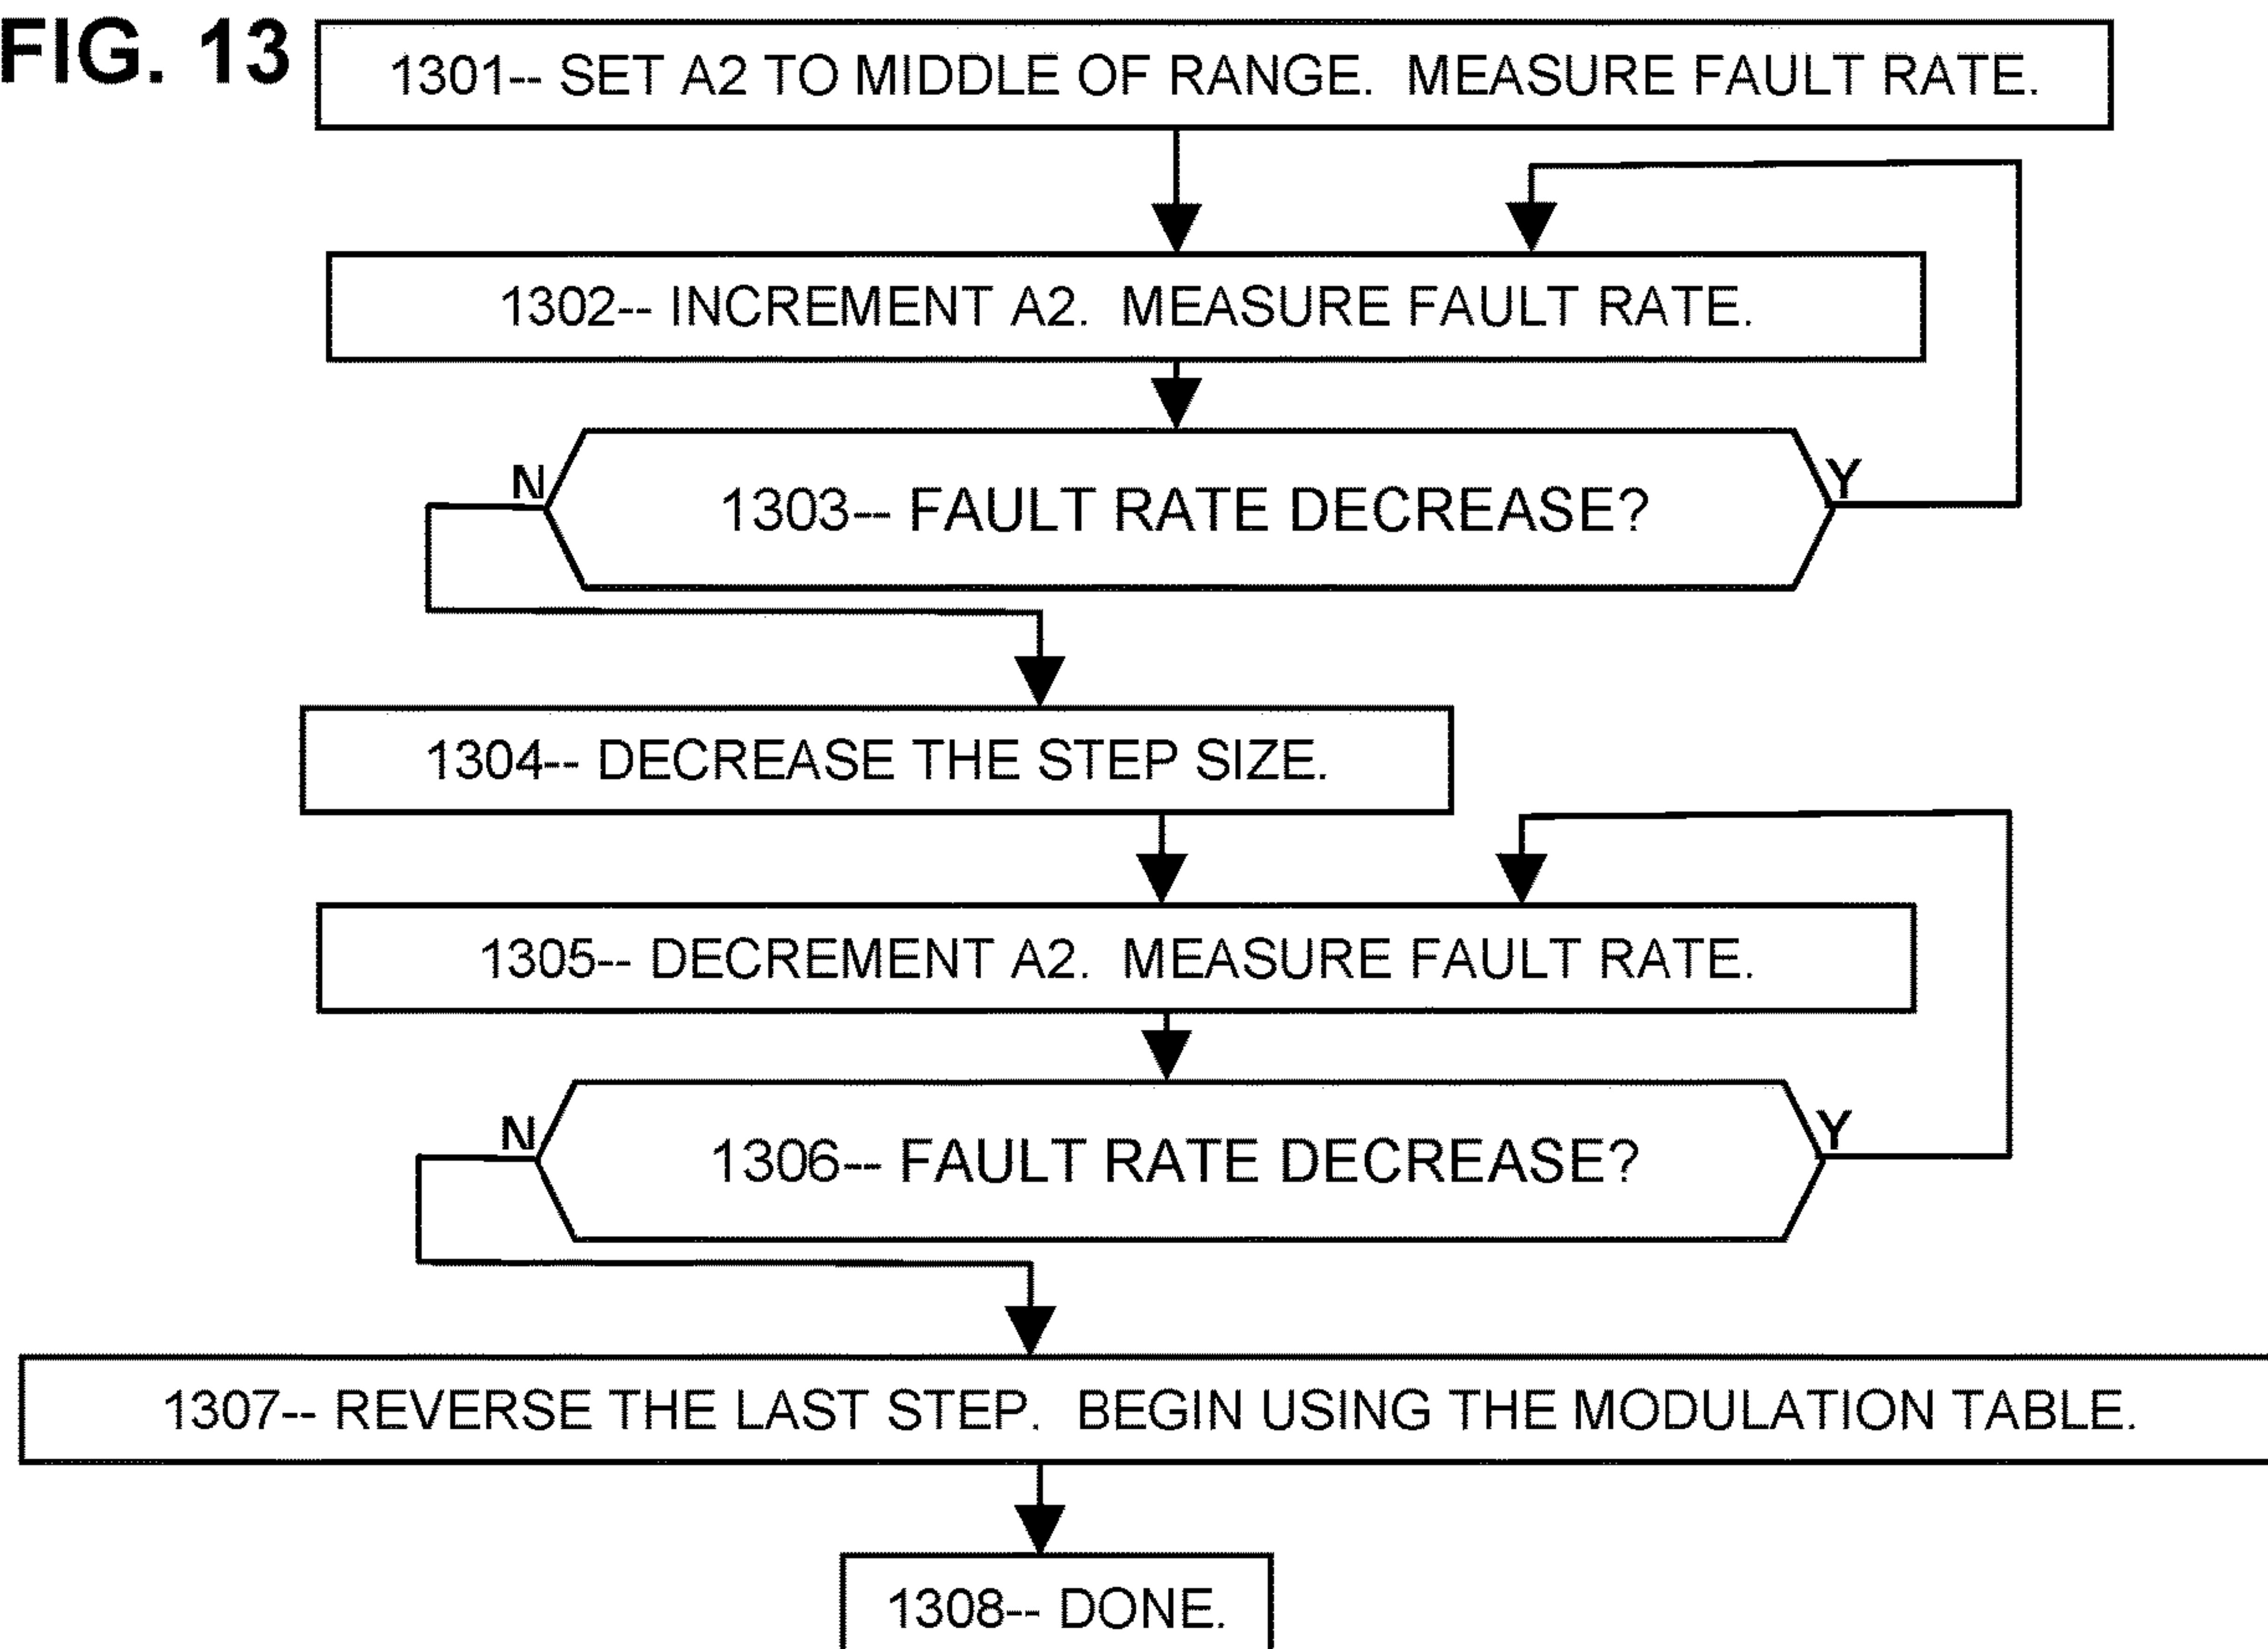 FIG. 13
1301-- SET A2 TO MIDDLE OF RANGE. MEASURE FAULT RATE.
1302-- INCREMENT A2. MEASURE FAULT RATE.
N
Y
1303-- FAULT RATE DECREASE?
1304-- DECREASE THE STEP SIZE.
1305-- DECREMENT A2. MEASURE FAULT RATE.
N
Y
1306-- FAULT RATE DECREASE?
1307-- REVERSE THE LAST STEP. BEGIN USING THE MODULATION TABLE.
1308-- DONE.